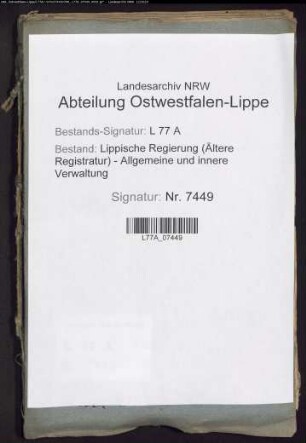 Landesarchiv NRW
Abteilung Ostwestfalen-Lippe
Bestands-Signatur: L 77 A
Bestand: Lippische Regierung (Ältere
Registratur) - Allgemeine und innere
Verwaltung
Signatur: Nr. 7449
L77A_07449